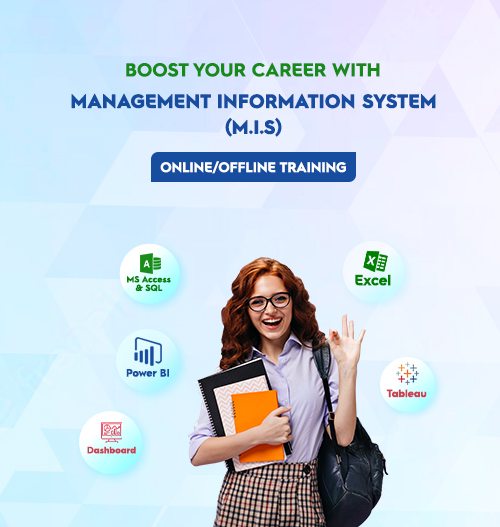 BOOST YOUR CAREER WITH
MANAGEMENT INFORMATION SYSTEM
(M.I.S)
ONLINE/OFFLINE TRAINING
MS Access
& SQL
Excel
Power BI
Tableau
Dashboard